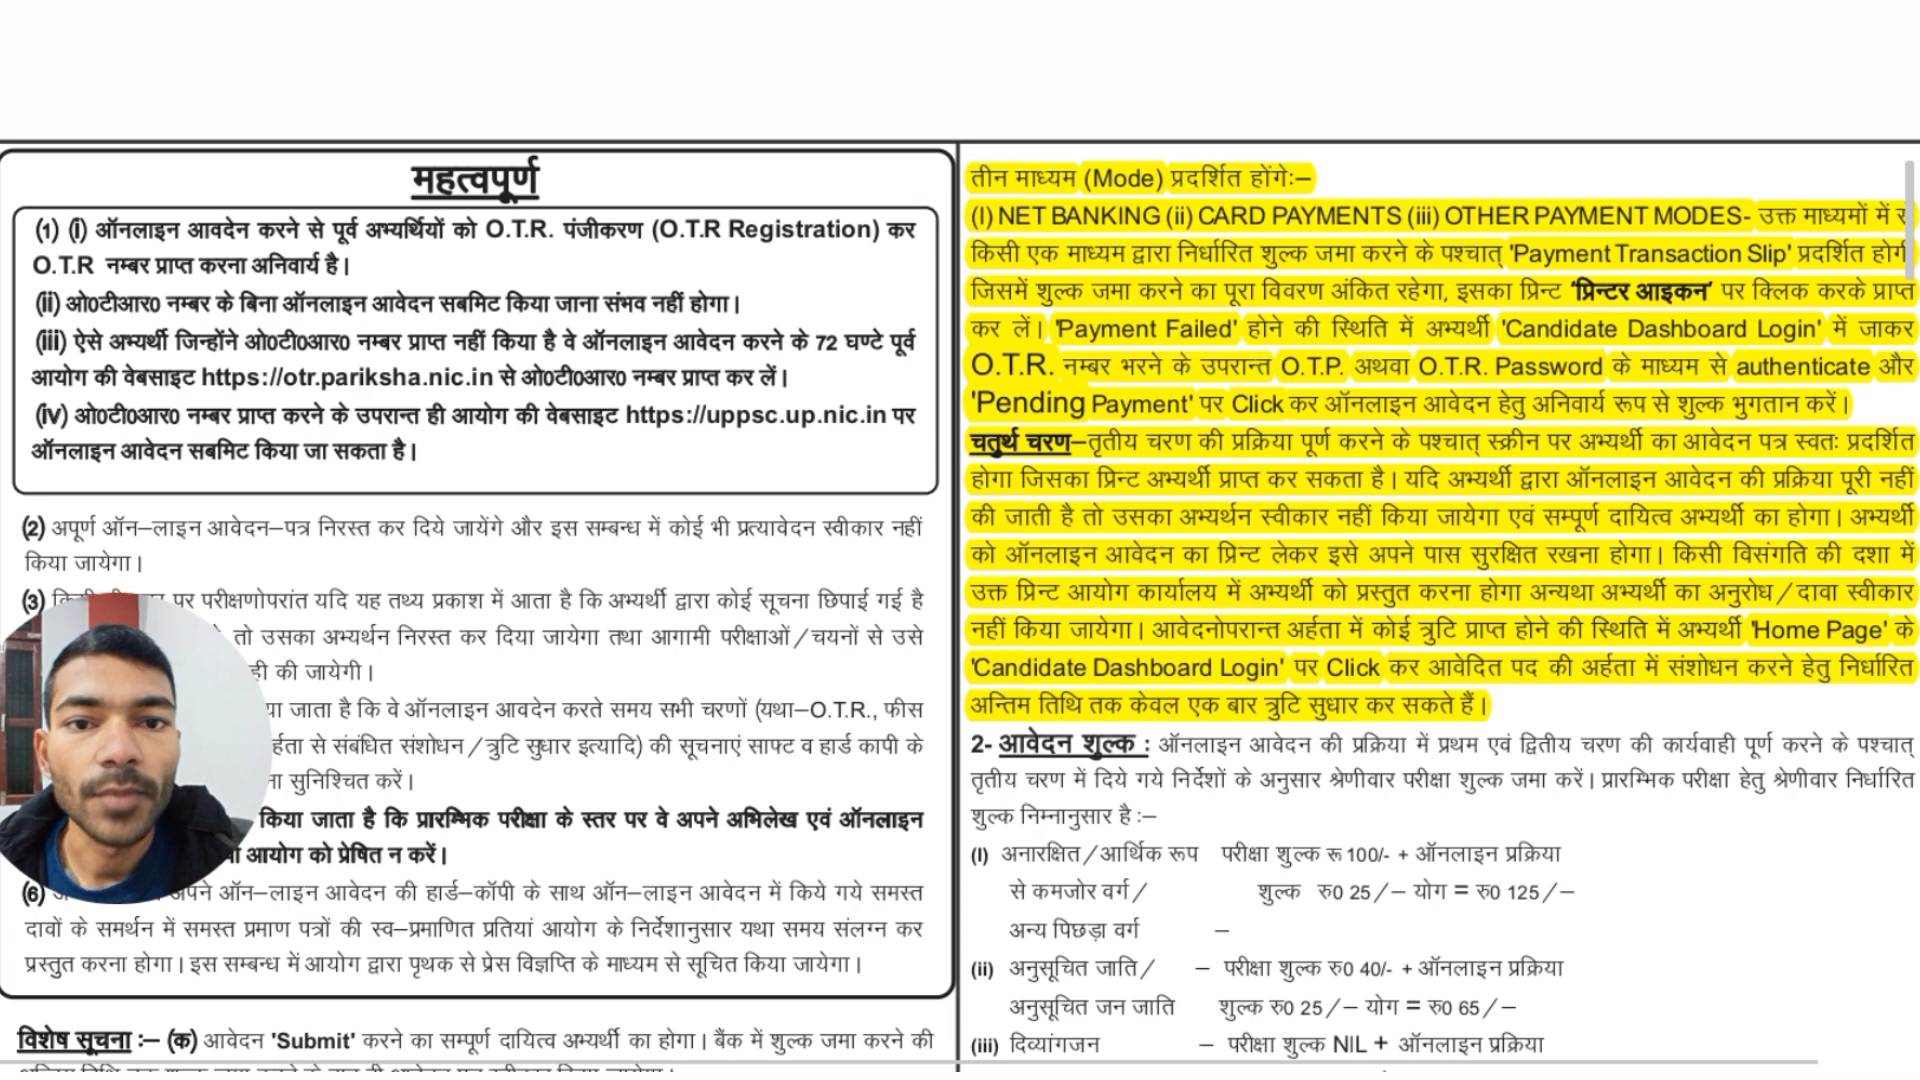 महत्वपूर्ण
(1) (i) ऑनलाइन आवदेन करने से पूर्व अभ्यर्थियों को O.T.R. पंजीकरण (O.T.R Registration) कर
O.T.R नम्बर प्राप्त करना अनिवार्य है।
(ii) ओ0टीआर0 नम्बर के बिना ऑनलाइन आवेदन सबमिट किया जाना संभव नहीं होगा।
(iii) ऐसे अभ्यर्थी जिन्होंने ओ0टी0आर0 नम्बर प्राप्त नहीं किया है वे ऑनलाइन आवेदन करने के 72 घण्टे पूर्व
आयोग की वेबसाइट https://otr.pariksha.nic.in से ओ0टी0आर0 नम्बर प्राप्त कर लें।
(iv) ओ0टी0आर0 नम्बर प्राप्त करने के उपरान्त ही आयोग की वेबसाइट https://uppsc.up.nic.in पर
ऑनलाइन आवेदन सबमिट किया जा सकता है।
(2) अपूर्ण ऑन–लाइन आवेदन–पत्र निरस्त कर दिये जायेंगे और इस सम्बन्ध में कोई भी प्रत्यावेदन स्वीकार नहीं
किया जायेगा।
(3) पर परीक्षणोपरांत यदि यह तथ्य प्रकाश में आता है कि अभ्यर्थी द्वारा कोई सूचना छिपाई गई है
तो उसका अभ्यर्थन निरस्त कर दिया जायेगा तथा आगामी परीक्षाओं/चयनों से उसे
की जायेगी।
जाता है कि वे ऑनलाइन आवदेन करते समय सभी चरणों (यथा–O.T.R., फीस
से संबंधित संशोधन/त्रुटि सुधार इत्यादि) की सूचनाएं साफ्ट व हार्ड कापी के
सुनिश्चित करें।
किया जाता है कि प्रारम्भिक परीक्षा के स्तर पर वे अपने अभिलेख एवं ऑनलाइन
आयोग को प्रेषित न करें।
(6) अपने ऑन–लाइन आवेदन की हार्ड–कॉपी के साथ ऑन–लाइन आवेदन में किये गये समस्त
दावों के समर्थन में समस्त प्रमाण पत्रों की स्व–प्रमाणित प्रतियां आयोग के निर्देशानुसार यथा समय संलग्न कर
प्रस्तुत करना होगा। इस सम्बन्ध में आयोग द्वारा पृथक से प्रेस विज्ञप्ति के माध्यम से सूचित किया जायेगा।
विशेष सूचना :– (क) आवेदन 'Submit' करने का सम्पूर्ण दायित्व अभ्यर्थी का होगा। बैंक में शुल्क जमा करने की
तीन माध्यम (Mode) प्रदर्शित होंगे:–
(I) NET BANKING (ii) CARD PAYMENTS (iii) OTHER PAYMENT MODES- उक्त माध्यमों में
किसी एक माध्यम द्वारा निर्धारित शुल्क जमा करने के पश्चात् 'Payment Transaction Slip' प्रदर्शित
जिसमें शुल्क जमा करने का पूरा विवरण अंकित रहेगा, इसका प्रिन्ट ‘प्रिन्टर आइकन’ पर क्लिक करके प्राप्त
कर लें। 'Payment Failed' होने की स्थिति में अभ्यर्थी 'Candidate Dashboard Login' में जाकर
O.T.R. नम्बर भरने के उपरान्त O.T.P. अथवा O.T.R. Password के माध्यम से authenticate और
'Pending Payment' पर Click कर ऑनलाइन आवेदन हेतु अनिवार्य रूप से शुल्क भुगतान करें।
चतुर्थ चरण–तृतीय चरण की प्रक्रिया पूर्ण करने के पश्चात् स्क्रीन पर अभ्यर्थी का आवेदन पत्र स्वतः प्रदर्शित
होगा जिसका प्रिन्ट अभ्यर्थी प्राप्त कर सकता है। यदि अभ्यर्थी द्वारा ऑनलाइन आवेदन की प्रक्रिया पूरी नहीं
की जाती है तो उसका अभ्यर्थन स्वीकार नहीं किया जायेगा एवं सम्पूर्ण दायित्व अभ्यर्थी का होगा। अभ्यर्थी
को ऑनलाइन आवेदन का प्रिन्ट लेकर इसे अपने पास सुरक्षित रखना होगा। किसी विसंगति की दशा में
उक्त प्रिन्ट आयोग कार्यालय में अभ्यर्थी को प्रस्तुत करना होगा अन्यथा अभ्यर्थी का अनुरोध/दावा स्वीकार
नहीं किया जायेगा। आवेदनोपरान्त अर्हता में कोई त्रुटि प्राप्त होने की स्थिति में अभ्यर्थी 'Home Page' के
'Candidate Dashboard Login' पर Click कर आवेदित पद की अर्हता में संशोधन करने हेतु निर्धारित
अन्तिम तिथि तक केवल एक बार त्रुटि सुधार कर सकते हैं।
2- आवेदन शुल्क : ऑनलाइन आवेदन की प्रक्रिया में प्रथम एवं द्वितीय चरण की कार्यवाही पूर्ण करने के पश्चात्
तृतीय चरण में दिये गये निर्देशों के अनुसार श्रेणीवार परीक्षा शुल्क जमा करें। प्रारम्भिक परीक्षा हेतु श्रेणीवार निर्धारित
शुल्क निम्नानुसार है :–
(I) अनारक्षित/आर्थिक रूप परीक्षा शुल्क रू 100/- + ऑनलाइन प्रक्रिया
से कमजोर वर्ग/ शुल्क रु0 25/– योग = रु0 125/–
अन्य पिछड़ा वर्ग –
(ii) अनुसूचित जाति/ – परीक्षा शुल्क रु0 40/- + ऑनलाइन प्रक्रिया
अनुसूचित जन जाति शुल्क रु0 25/– योग = रु0 65/–
(iii) दिव्यांगजन – परीक्षा शुल्क NIL + ऑनलाइन प्रक्रिया